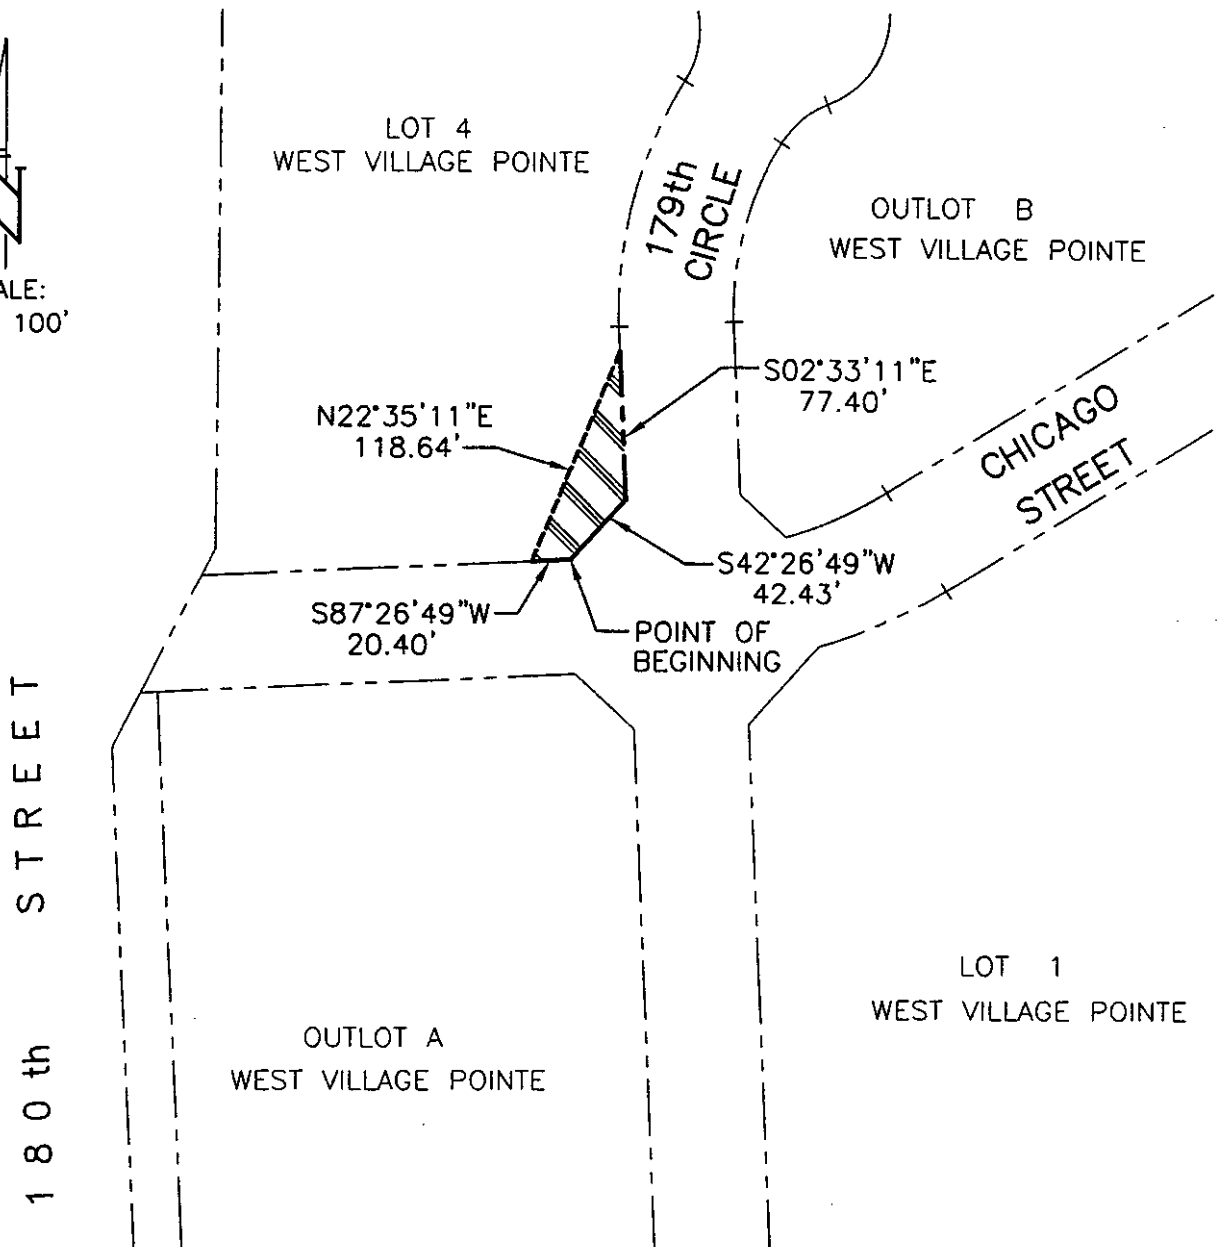 LOT 4
WEST VILLAGE POINTE
179th
CIRCLE
OUTLOT B
WEST VILLAGE POINTE
100'
S02°33'11"E
77.40'
N22°35'11"E
118.64'
CHICAGO
STREET
S42°26'49"W
42.43'
S87°26'49"W
20.40'
POINT OF
BEGINNING
180th STREET
LOT 1
WEST VILLAGE POINTE
OUTLOT A
WEST VILLAGE POINTE